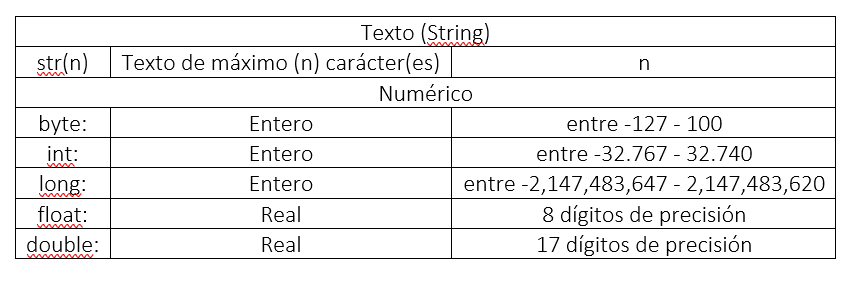 Texto (String)
str(n) Texto de máximo (n) carácter(es) n
Numérico
byte: Entero entre -127 - 100
int: Entero entre -32.767 - 32.740
long: Entero entre -2,147,483,647 - 2,147,483,620
float: Real 8 dígitos de precisión
double: Real 17 dígitos de precisión